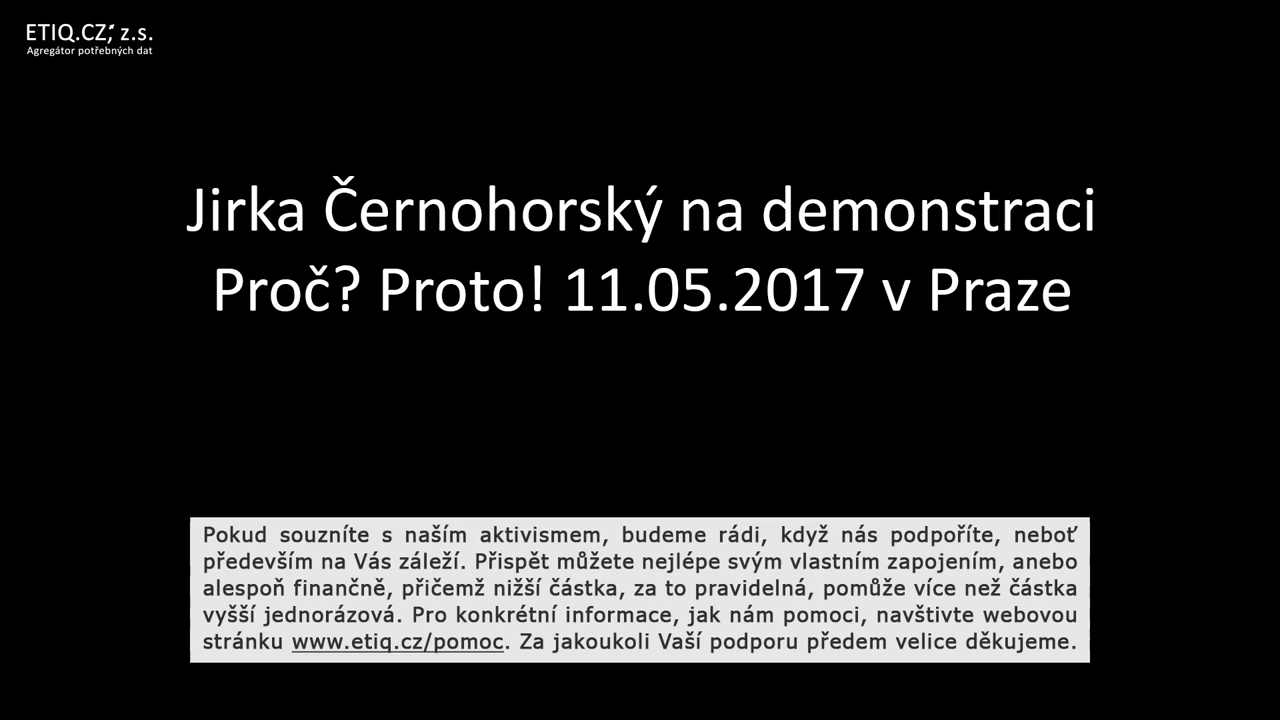 ETIQ.CZ, z.s.
Agregátor potřebných dat
Jirka Černohorský na demonstraci
Proč? Proto! 11.05.2017 v Praze
Pokud souzníte s naším aktivismem, budeme rádi, když nás podpoříte, neboť
především na Vás záleží. Přispět můžete nejlépe svým vlastním zapojením, anebo
alespoň finančně, přičemž nižší částka, za to pravidelná, pomůže více než částka
vyšší jednorázová. Pro konkrétní informace, jak nám pomoci, navštivte webovou
stránku www.etiq.cz/pomoc. Za jakoukoli Vaší podporu předem velice děkujeme.